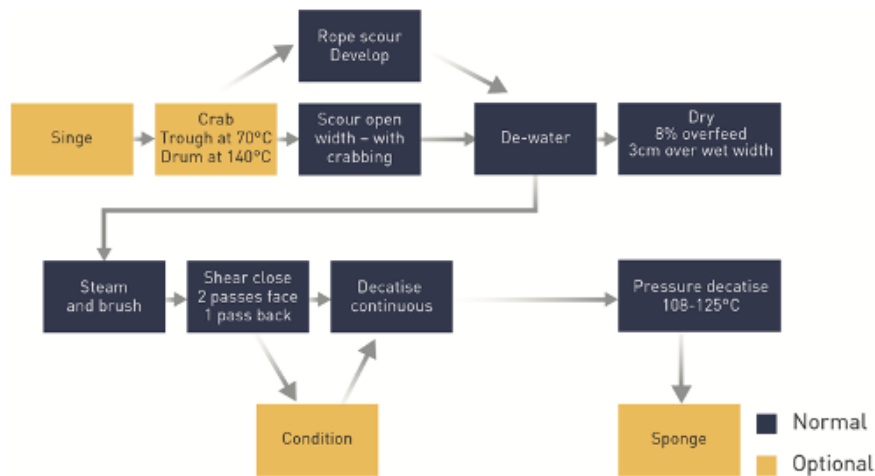 Rope scour
Develop
Singe
Crab
Trough at 70°C
Drum at 140°C
Scour open
width – with
crabbing
De-water
Dry
8% overfeed
3cm over wet width
Steam
and brush
Shear close
2 passes face
1 pass back
Decatise
continuous
Pressure decatise
108-125°C
Condition
Sponge
Normal
Optional